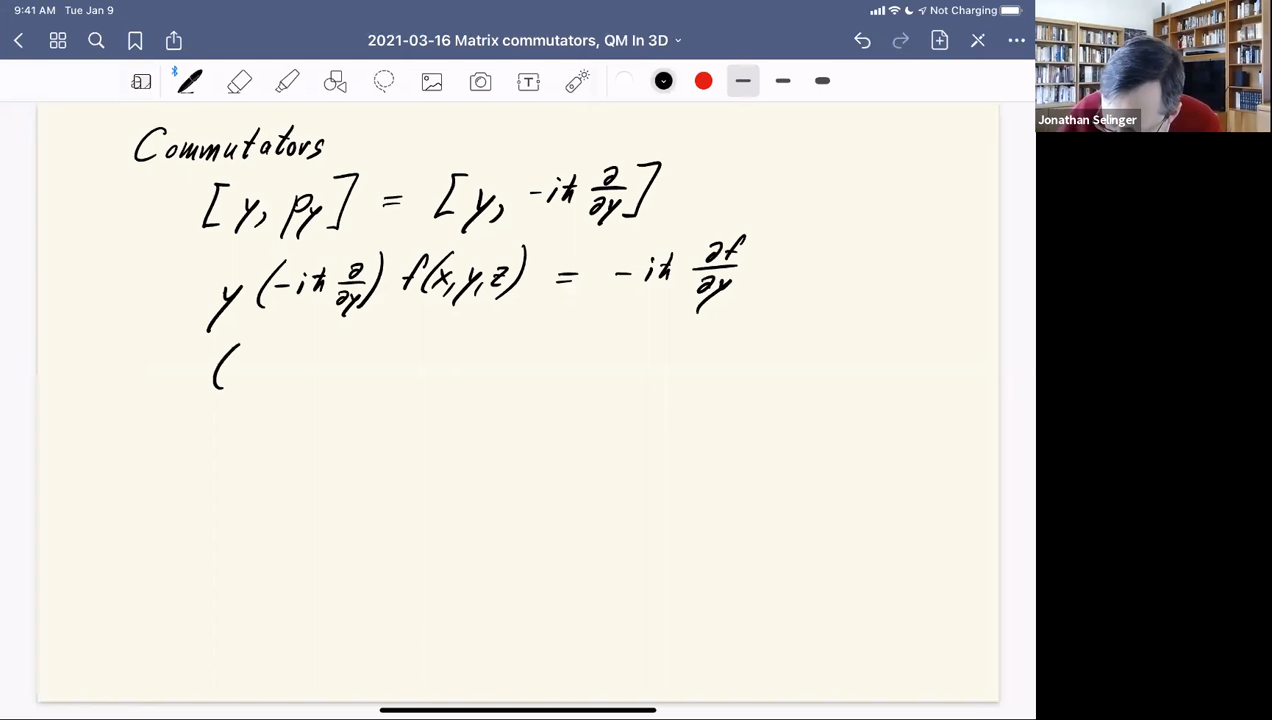 9:41 AM Tue Jan 9
Not Charging
2021-03-16 Matrix commutators, QM In 3D
Jonathan Selinger
Commutators
[y, py] = [y, -iħ ∂/∂y]
y (-iħ ∂/∂y) f(x,y,z) = -iħ ∂f/∂y
(